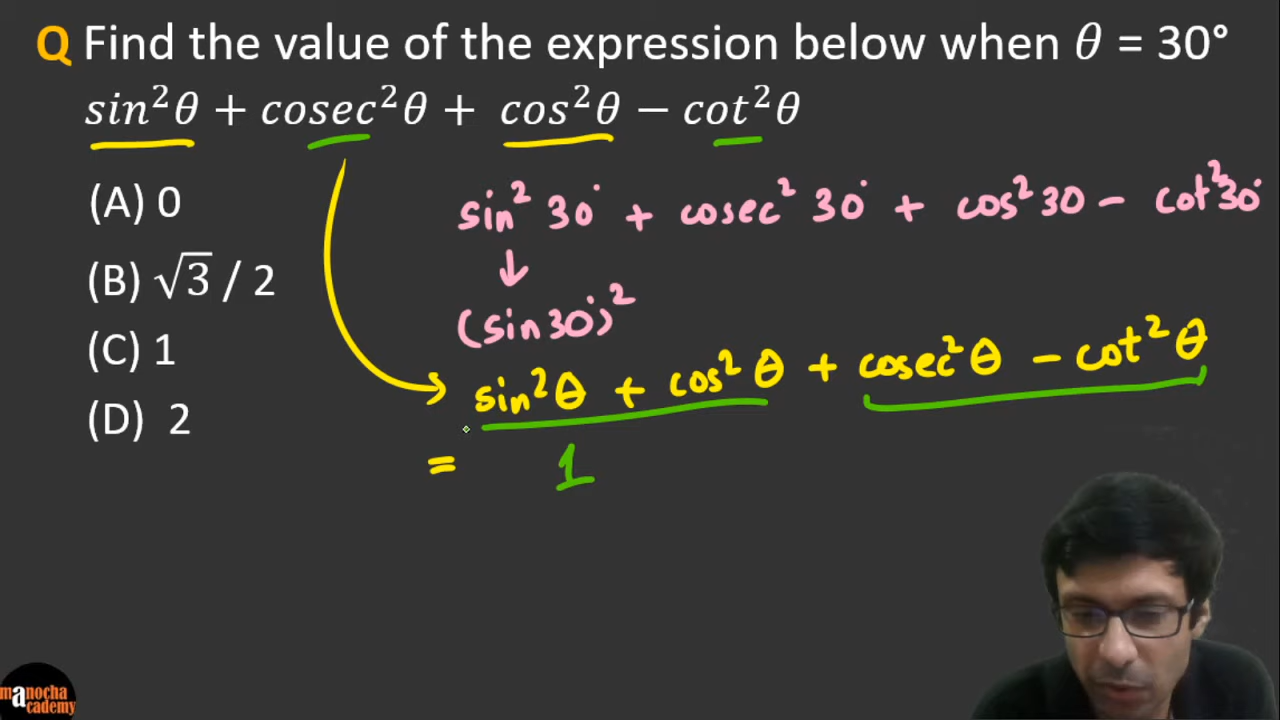 Q Find the value of the expression below when θ = 30°
sin²θ + cosec²θ + cos²θ − cot²θ
(A) 0
(B) √3 / 2
(C) 1
(D) 2
sin² 30° + cosec² 30° + cos² 30 − cot² 30°
↓
(sin 30°)²
sin²θ + cos²θ + cosec²θ − cot²θ
= 1
manocha
academy